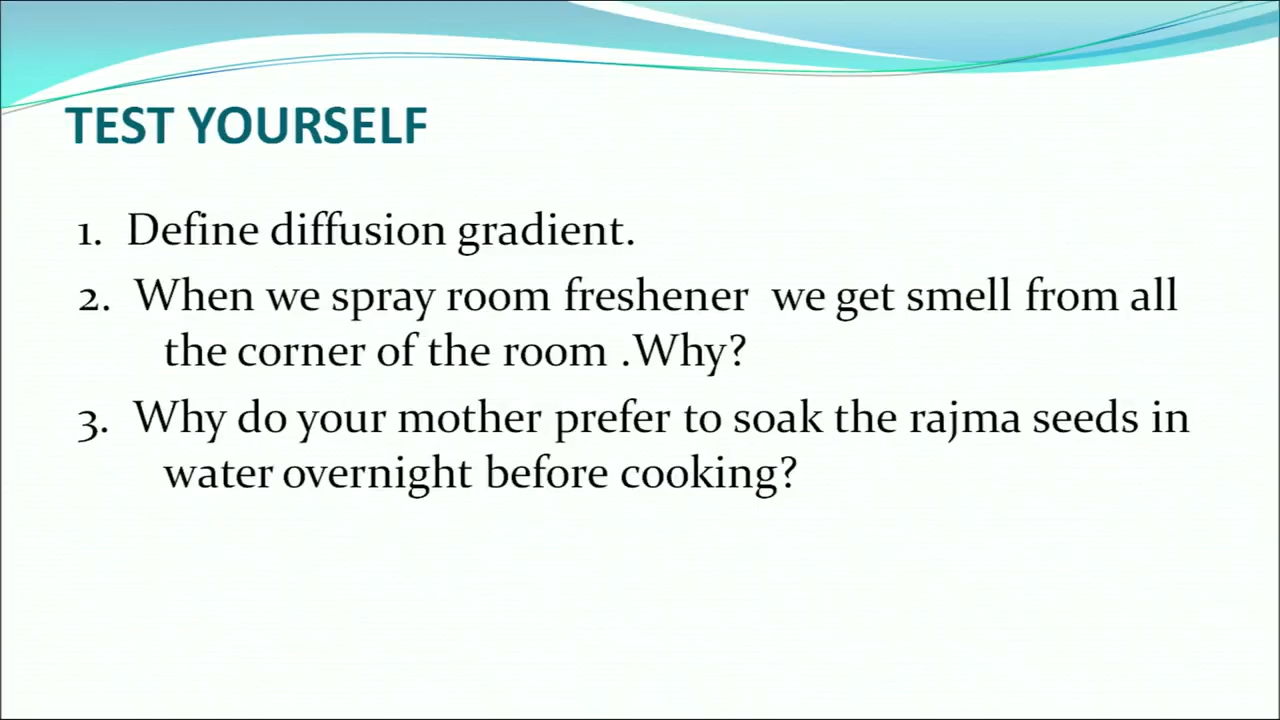 TEST YOURSELF
1. Define diffusion gradient.
2. When we spray room freshener we get smell from all
the corner of the room .Why?
3. Why do your mother prefer to soak the rajma seeds in
water overnight before cooking?